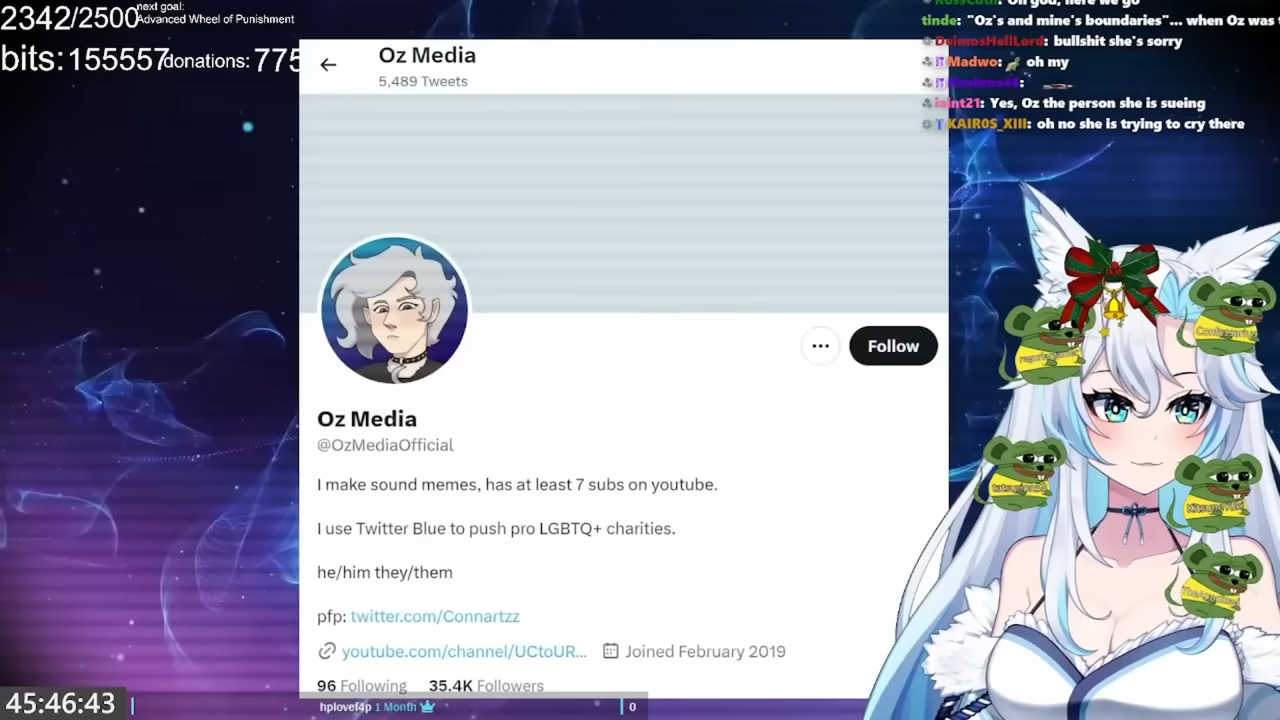 2342/2500
next goal:
Advanced Wheel of Punishment
bits: 155557
donations: 775
Oz Media
5,489 Tweets
Follow
Oz Media
@OzMediaOfficial
I make sound memes, has at least 7 subs on youtube.
I use Twitter Blue to push pro LGBTQ+ charities.
he/him they/them
pfp: twitter.com/Connartzz
youtube.com/channel/UCtoUR...
Joined February 2019
96 Following
35.4K Followers
tinde: "Oz's and mine's boundaries"... when Oz was
DeimosHellLord: bullshit she's sorry
Madwo: oh my
iaint21: Yes, Oz the person she is sueing
KAIR0S_XIII: oh no she is trying to cry there
45:46:43
hplovef4p 1 Month
0